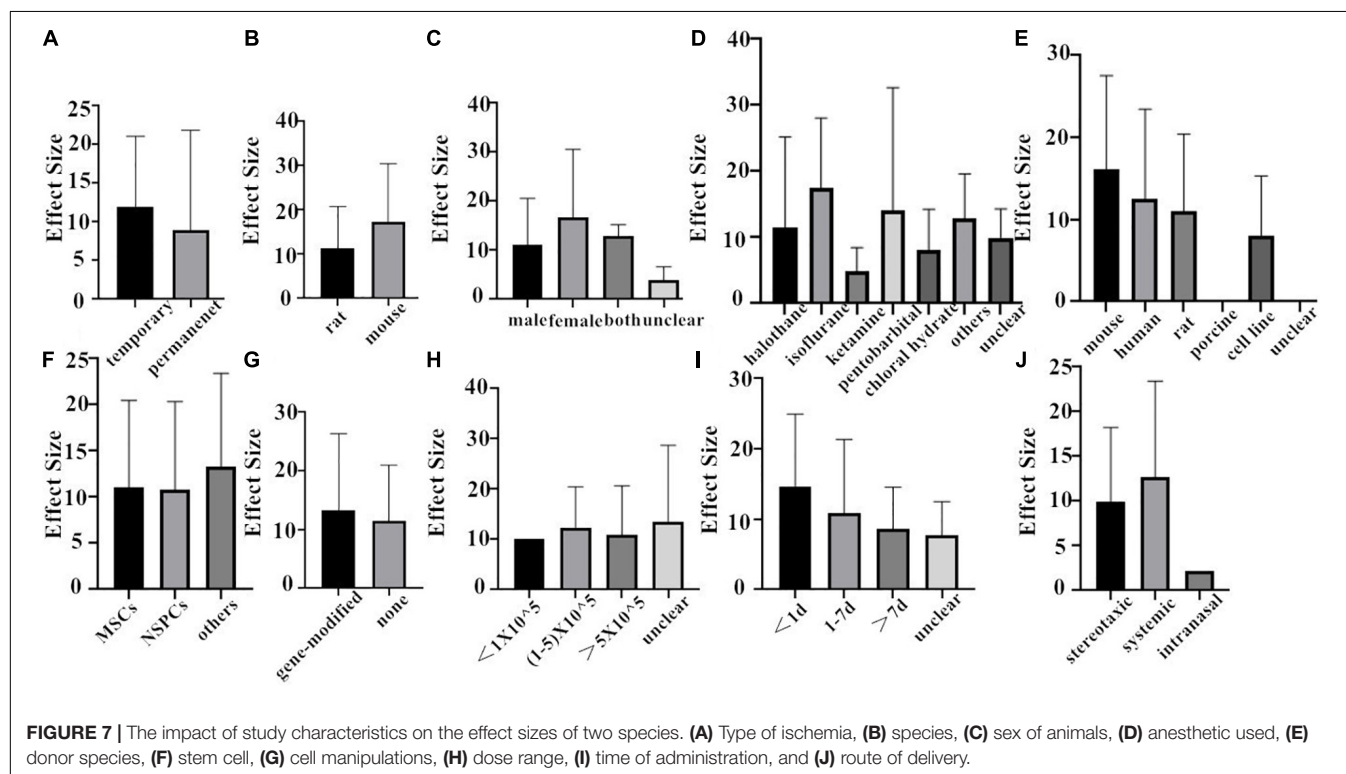 A
Effect Size
25
20
15
10
5
0
temporary
permanenet
B
Effect Size
40
30
20
10
0
rat
mouse
C
Effect Size
40
30
20
10
0
male female both unclear
D
Effect Size
40
30
20
10
0
halothane
isoflurane
ketamine
pentobarbital
chloral hydrate
others
unclear
E
Effect Size
30
20
10
0
mouse
human
rat
porcine
cell line
unclear
F
Effect Size
25
20
15
10
5
0
MSCs
NSPCs
others
G
Effect Size
30
20
10
0
gene-modified
none
H
Effect Size
40
30
20
10
0
<1X10^5
(1-5)X10^5
>5X10^5
unclear
I
Effect Size
30
20
10
0
<1d
1-7d
>7d
unclear
J
Effect Size
25
20
15
10
5
0
stereotaxic
systemic
intranasal
FIGURE 7 | The impact of study characteristics on the effect sizes of two species. (A) Type of ischemia, (B) species, (C) sex of animals, (D) anesthetic used, (E)
donor species, (F) stem cell, (G) cell manipulations, (H) dose range, (I) time of administration, and (J) route of delivery.